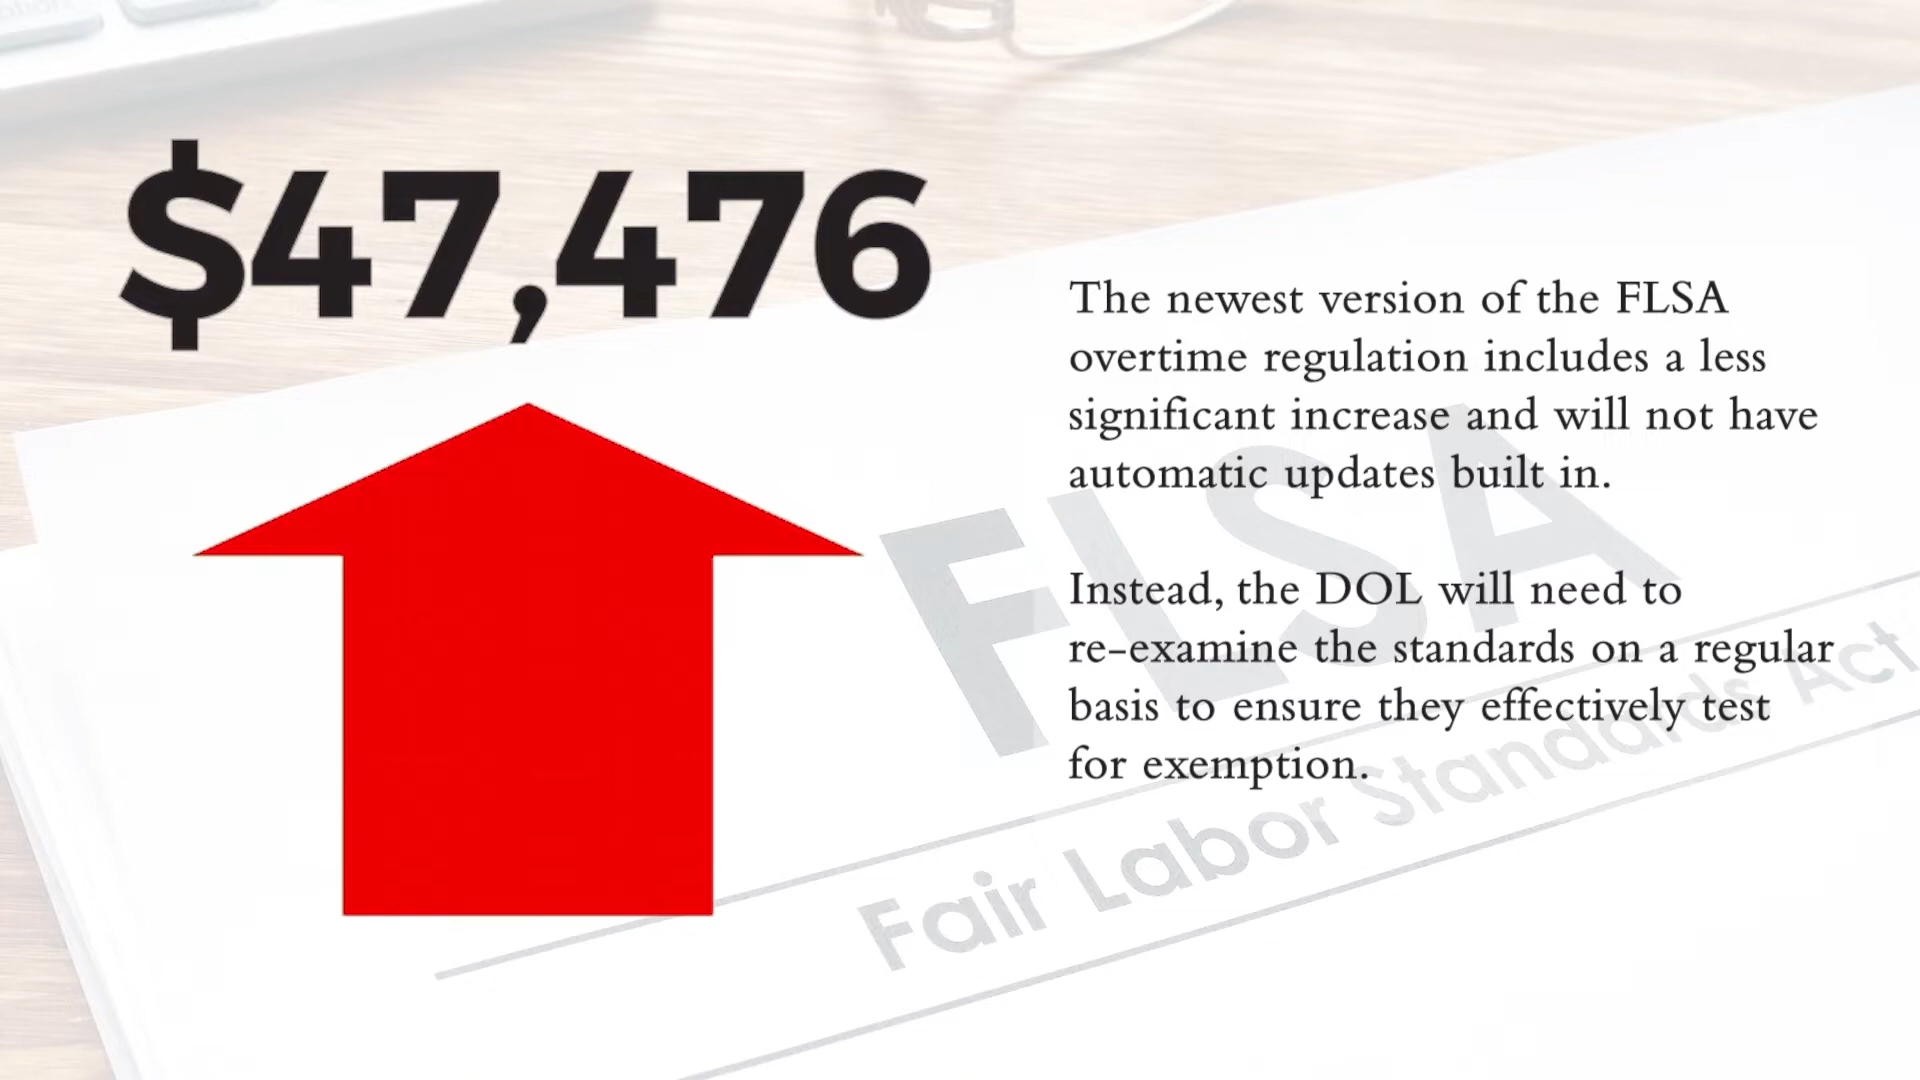 $47,476
The newest version of the FLSA
overtime regulation includes a less
significant increase and will not have
automatic updates built in.
Instead, the DOL will need to
re-examine the standards on a regular
basis to ensure they effectively test
for exemption.
FLSA
Fair Labor Standards Act